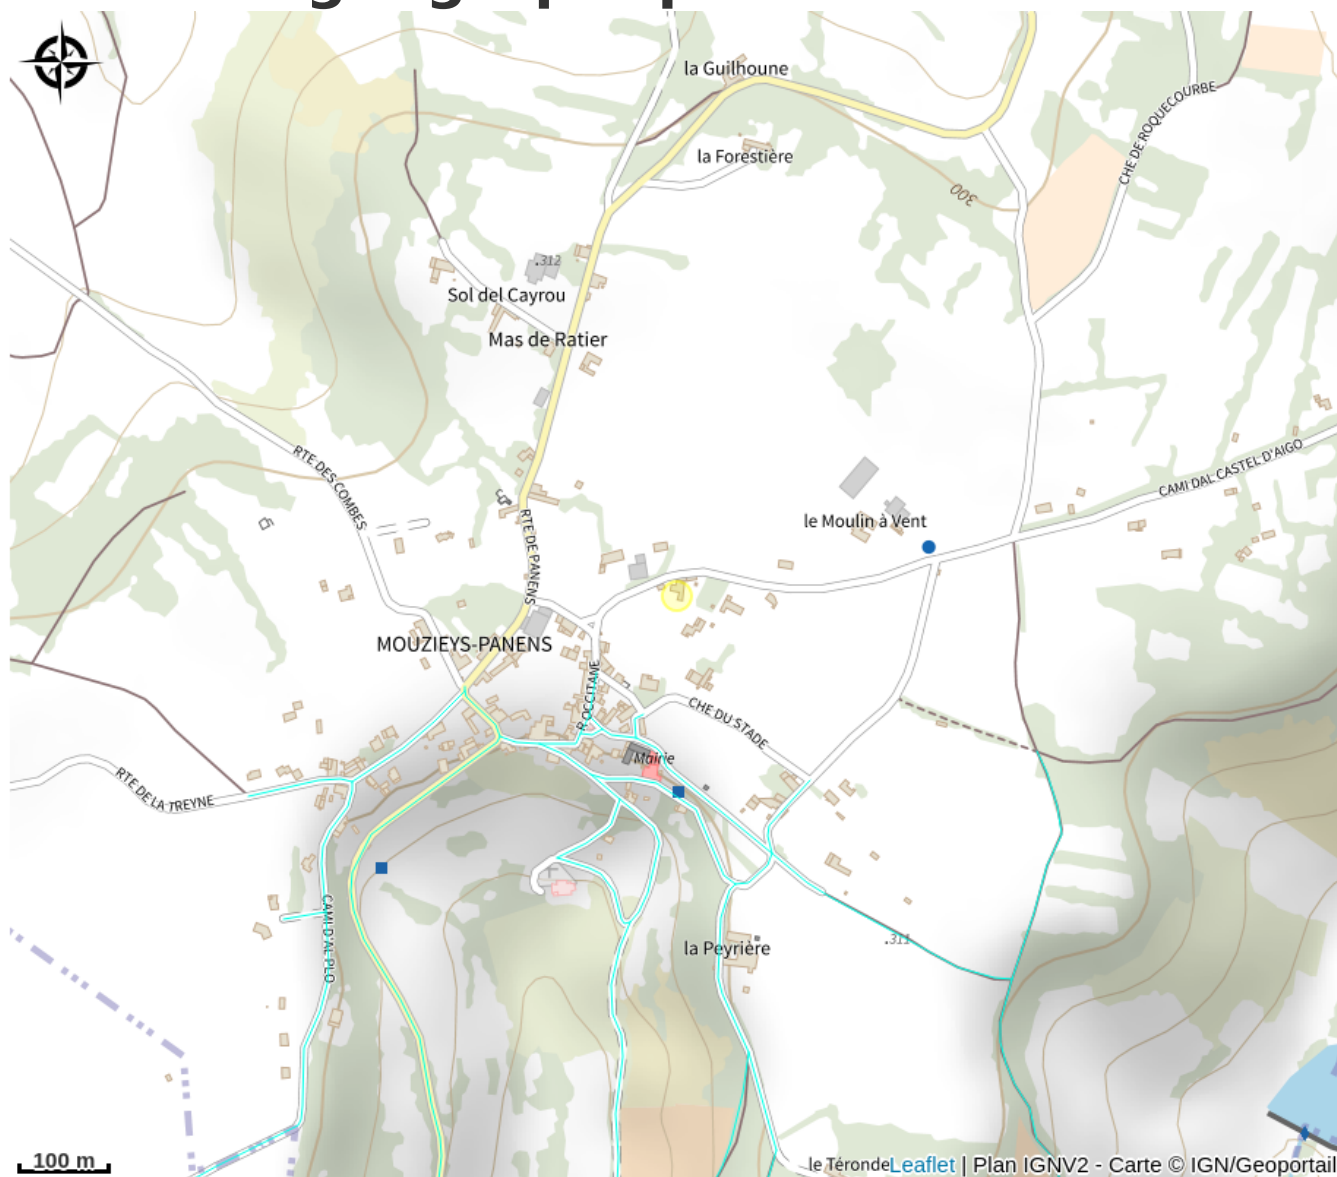 la Guilhoune
CHE DE ROQUECOURBE
la Forestière
300
.312
Sol del Cayrou
Mas de Ratier
RTE DES COMBES
CAMI DAL CASTEL D'AIGO
RTE DE PANENS
le Moulin à Vent
MOUZIEYS-PANENS
R OCCITANE
CHE DU STADE
Mairie
RTE DE LA TREYNE
CAMI D'AL PLO
la Peyrière
.311
100 m
le Téronde
Leaflet | Plan IGNV2 - Carte © IGN/Geoportail